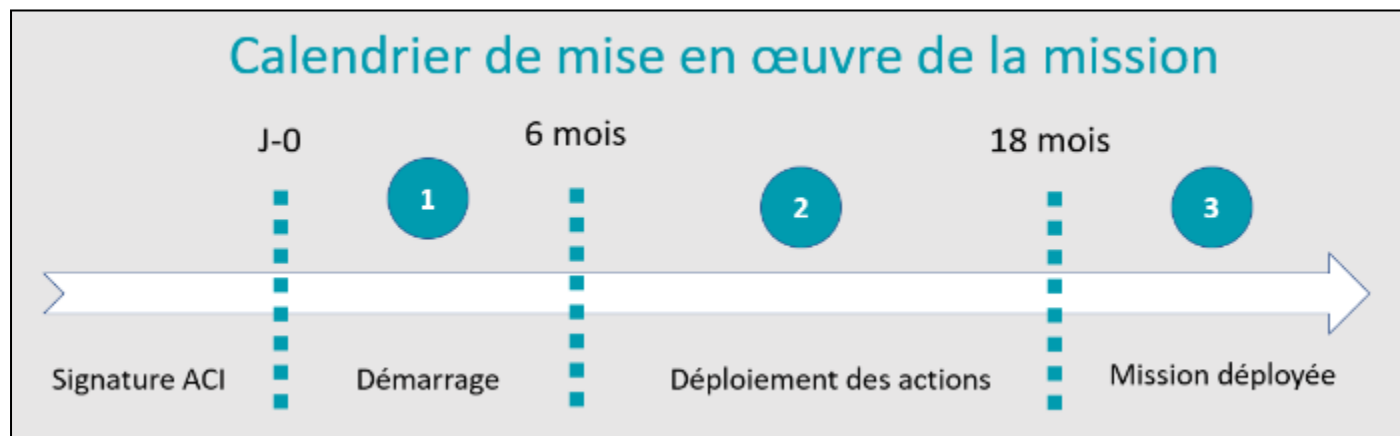 Calendrier de mise en œuvre de la mission
J-0
6 mois
18 mois
1
2
3
Signature ACI
Démarrage
Déploiement des actions
Mission déployée